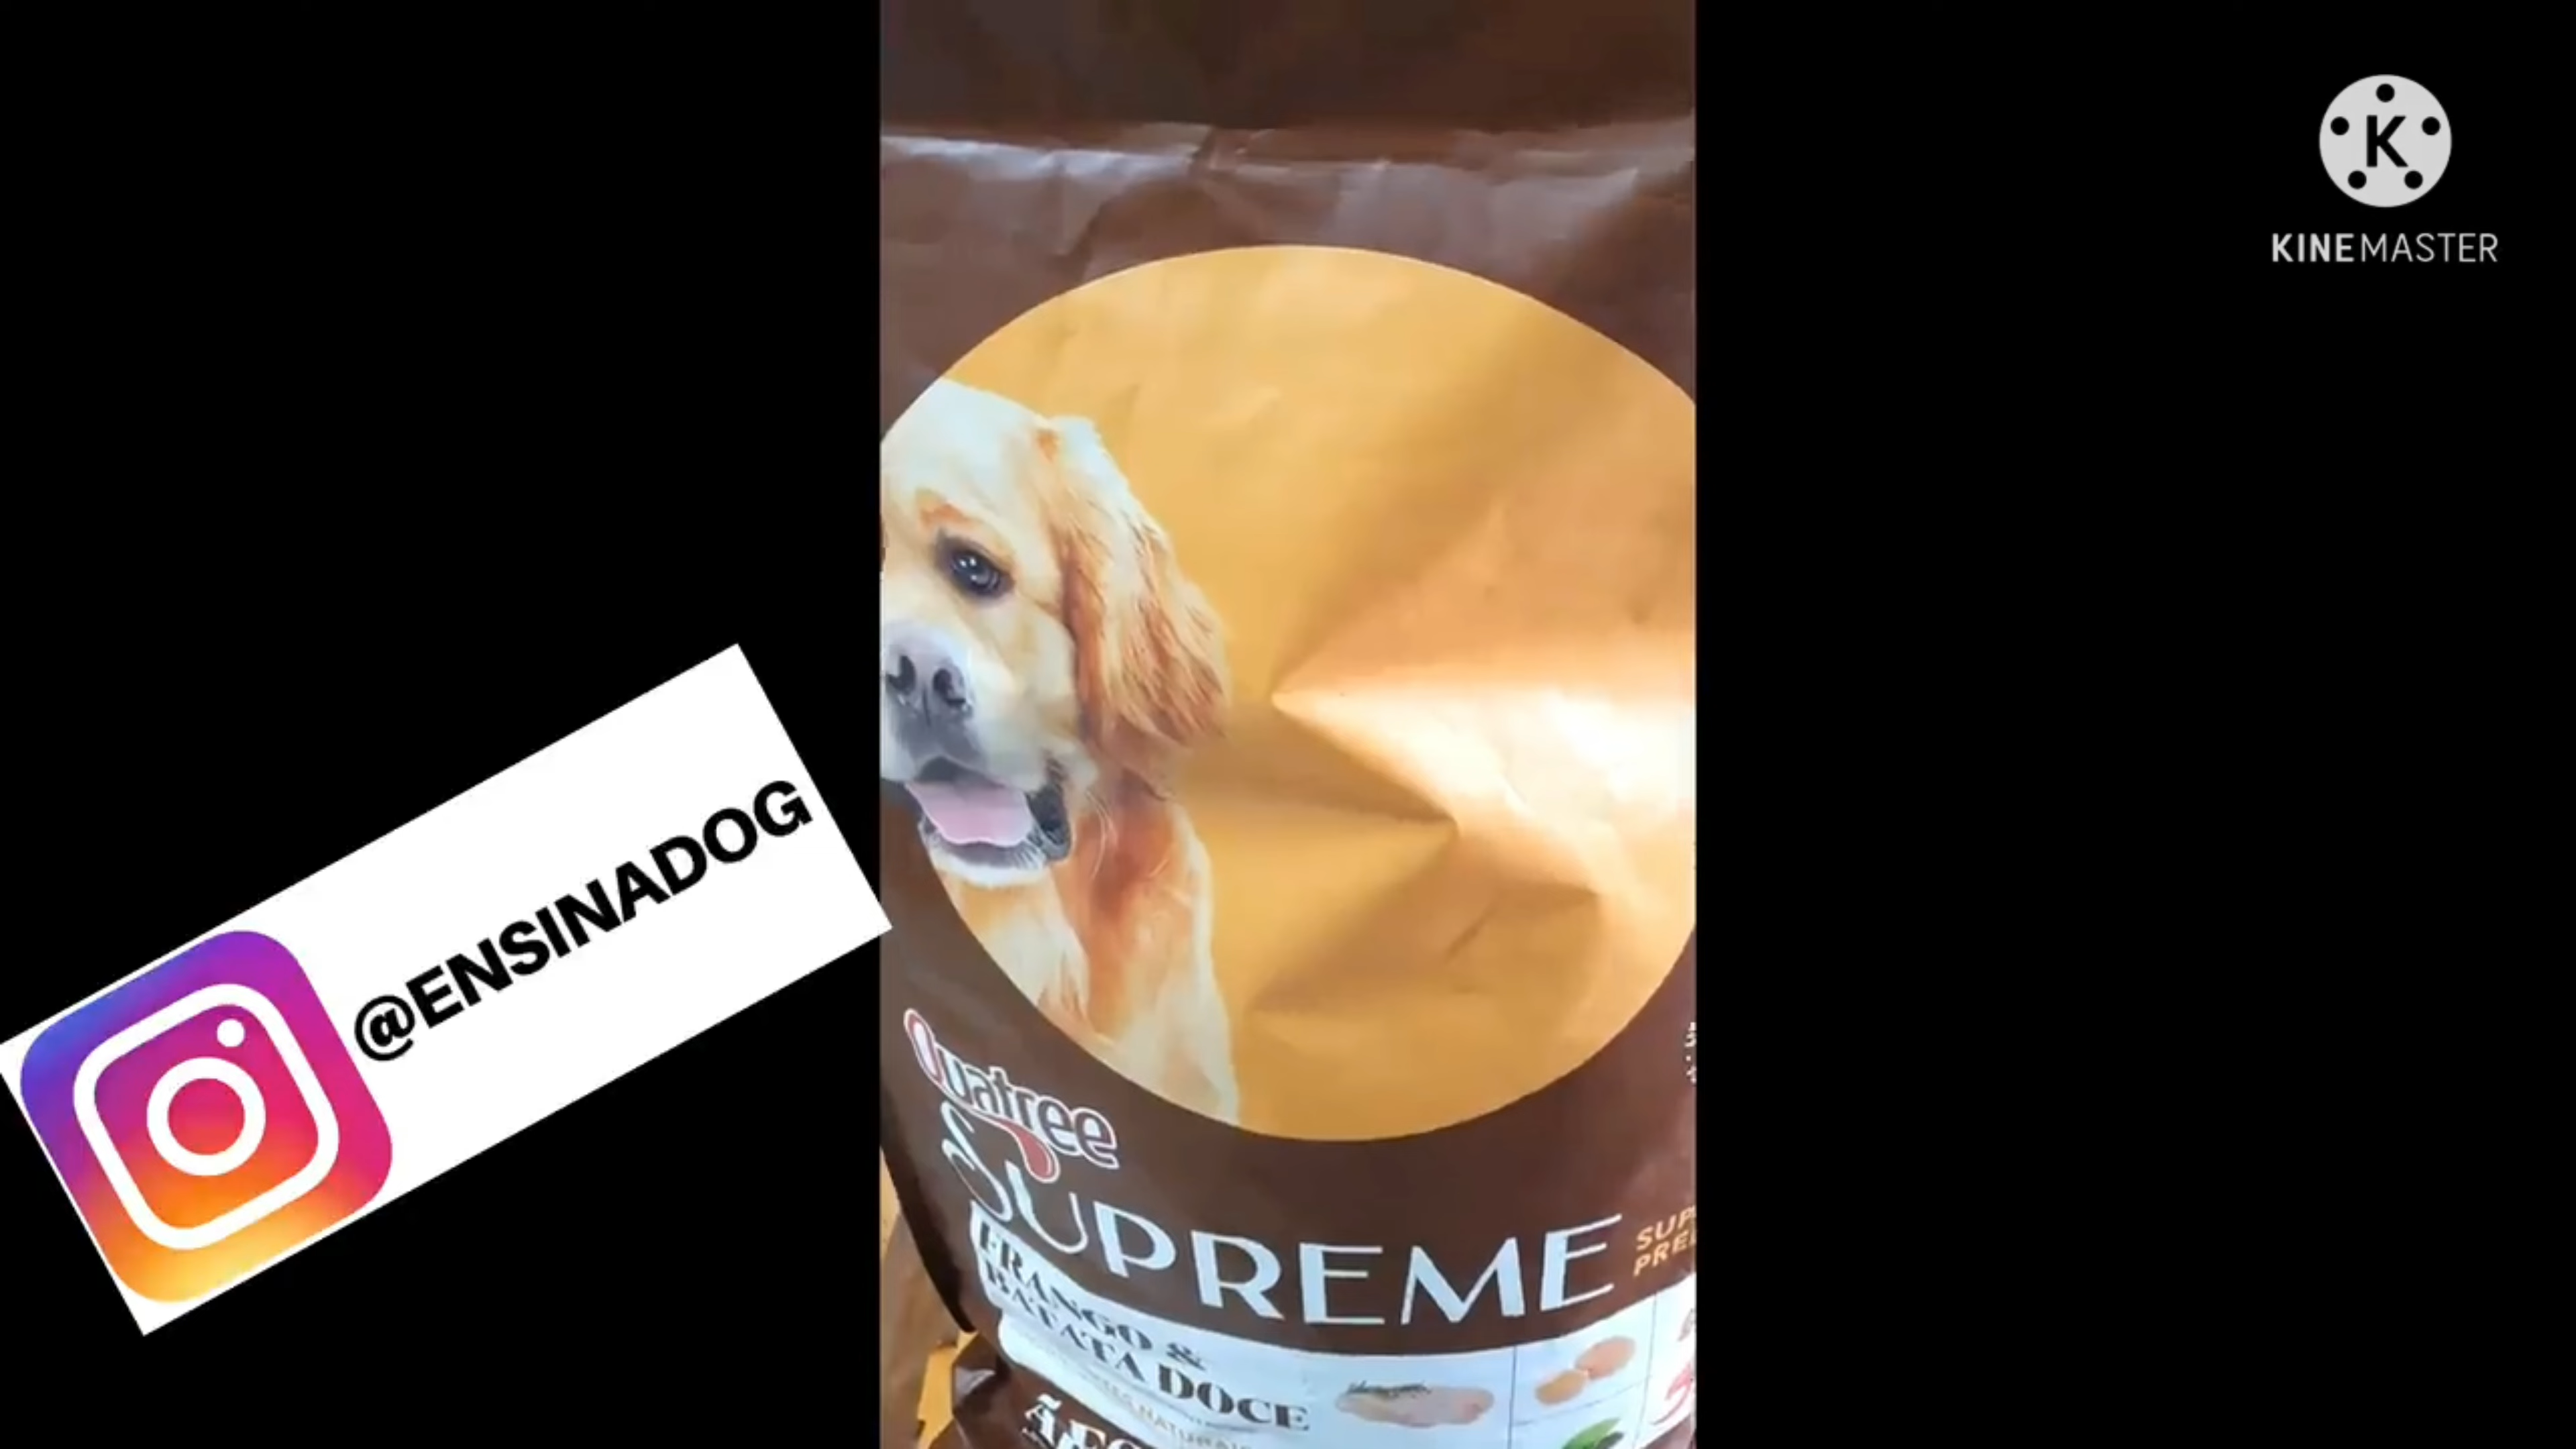 K
KINEMASTER
@ENSINADOG
Quatree
SUPREME
FRANGO &
BATATA DOCE